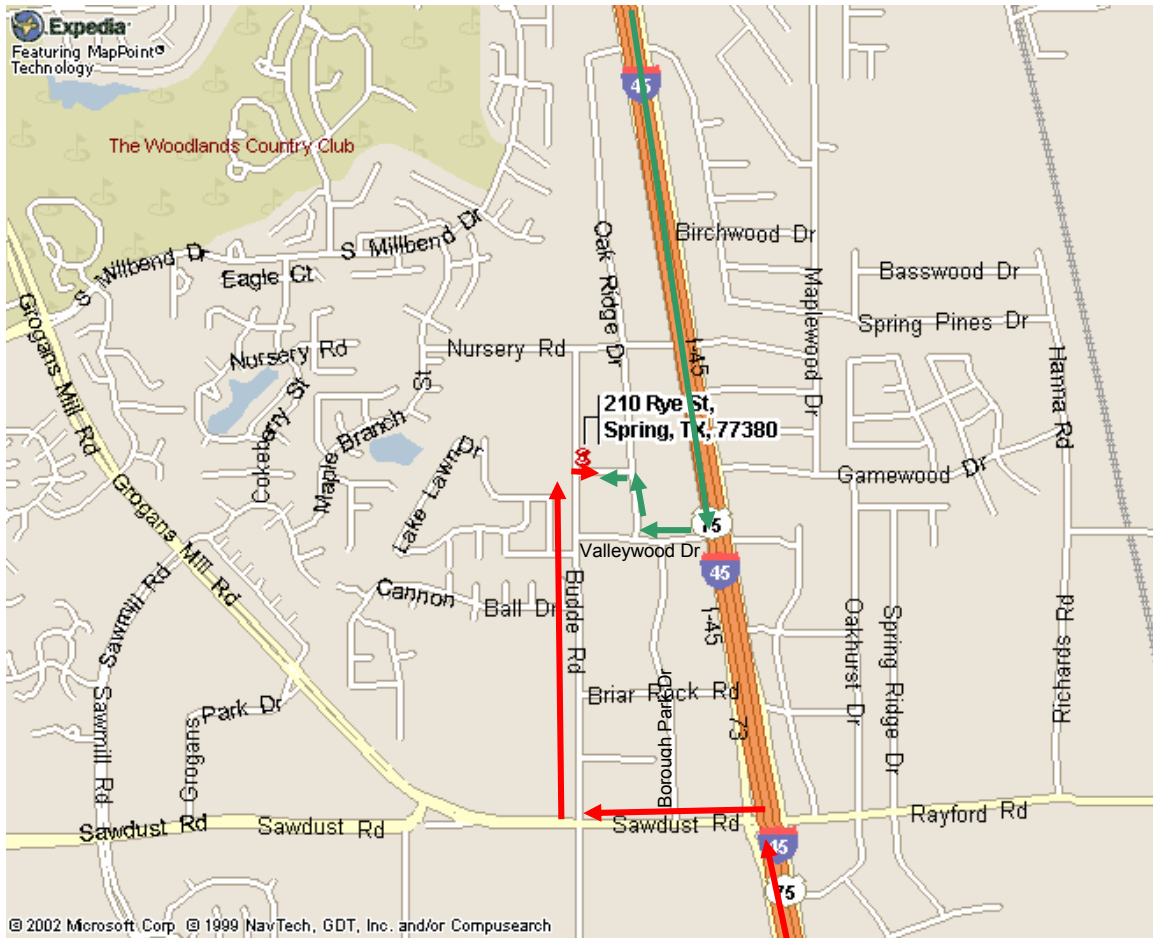 Expedia
Featuring MapPoint®
Technology
45
The Woodlands Country Club
Oak Ridge Dr
Birchwood Dr
S Millbend Dr
S Millbend Dr
Eagle Ct
Basswood Dr
Maplewood Dr
Grogans Mill Rd
Spring Pines Dr
I-45
Nursery Rd
Nursery Rd
Hanna Rd
Cokeberry St
Maple Branch St
210 Rye St,
Spring, TX, 77380
Lake Lawn Dr
Garnewood Dr
Grogans Mill Rd
75
Valleywood Dr
45
Sawmill Rd
Cannon Ball Dr
Budde Rd
I-45
Oakhurst Dr
Spring Ridge Dr
Richards Rd
Sawmill Rd
Grogans Park Dr
Briar Rock Rd
Borough Park Dr
73
Sawdust Rd
Sawdust Rd
Sawdust Rd
Rayford Rd
45
75
© 2002 Microsoft Corp © 1999 NavTech, GDT, Inc. and/or Compusearch